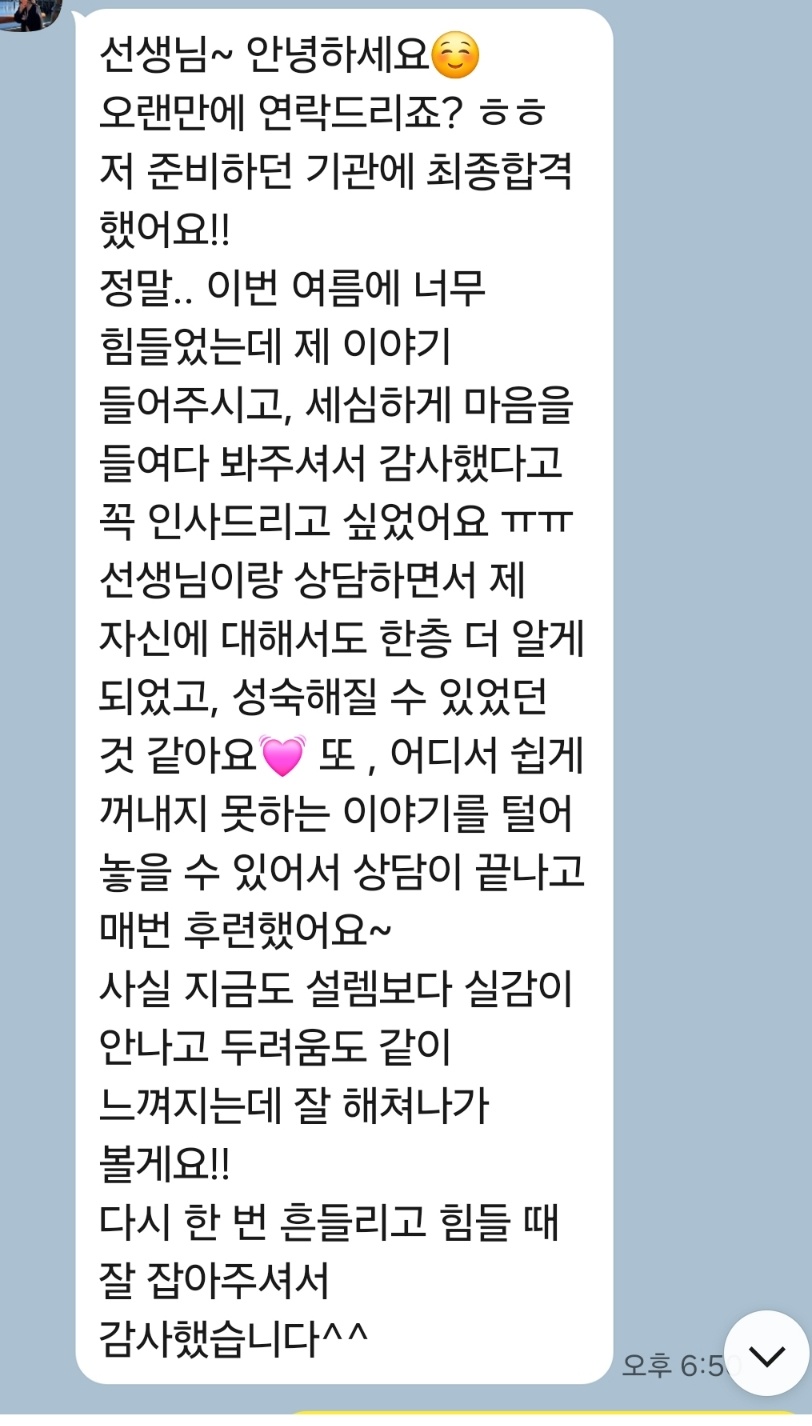 선생님~ 안녕하세요☺️
오랜만에 연락드리죠? ㅎㅎ
저 준비하던 기관에 최종합격
했어요!!
정말.. 이번 여름에 너무
힘들었는데 제 이야기
들어주시고, 세심하게 마음을
들여다 봐주셔서 감사했다고
꼭 인사드리고 싶었어요 ㅠㅠ
선생님이랑 상담하면서 제
자신에 대해서도 한층 더 알게
되었고, 성숙해질 수 있었던
것 같아요💓 또 , 어디서 쉽게
꺼내지 못하는 이야기를 털어
놓을 수 있어서 상담이 끝나고
매번 후련했어요~
사실 지금도 설렘보다 실감이
안나고 두려움도 같이
느껴지는데 잘 해쳐나가
볼게요!!
다시 한 번 흔들리고 힘들 때
잘 잡아주셔서
감사했습니다^^
오후